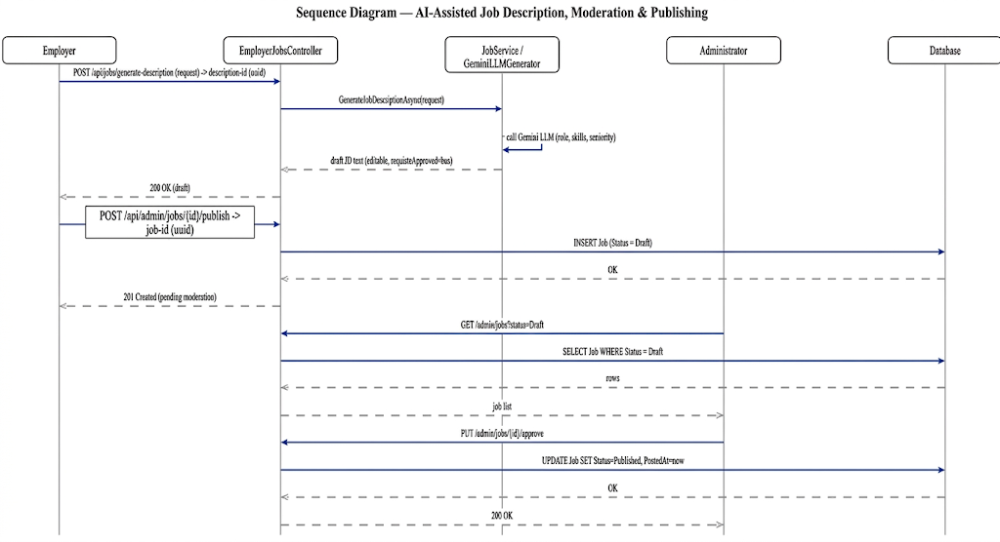 Sequence Diagram — AI-Assisted Job Description, Moderation & Publishing
Employer
EmployerJobsController
JobService /
GeminiLLMGenerator
Administrator
Database
POST /api/jobs/generate-description (request) -> description-id (uuid)
GenerateJobDescsiptionAsync(request)
call Gemini LLM (role, skills, seniority)
draft JD text (editable,
200 OK (draft)
POST /api/admin/jobs/{id}/publish ->
job-id (uuid)
INSERT Job (Status = Draft)
OK
201 Created (pending moderation)
GET /admin/jobs?status=Draft
SELECT Job WHERE Status = Draft
rows
job list
PUT /admin/jobs/{id}/approve
UPDATE Job SET Status=Published, PostedAt=now
OK
200 OK